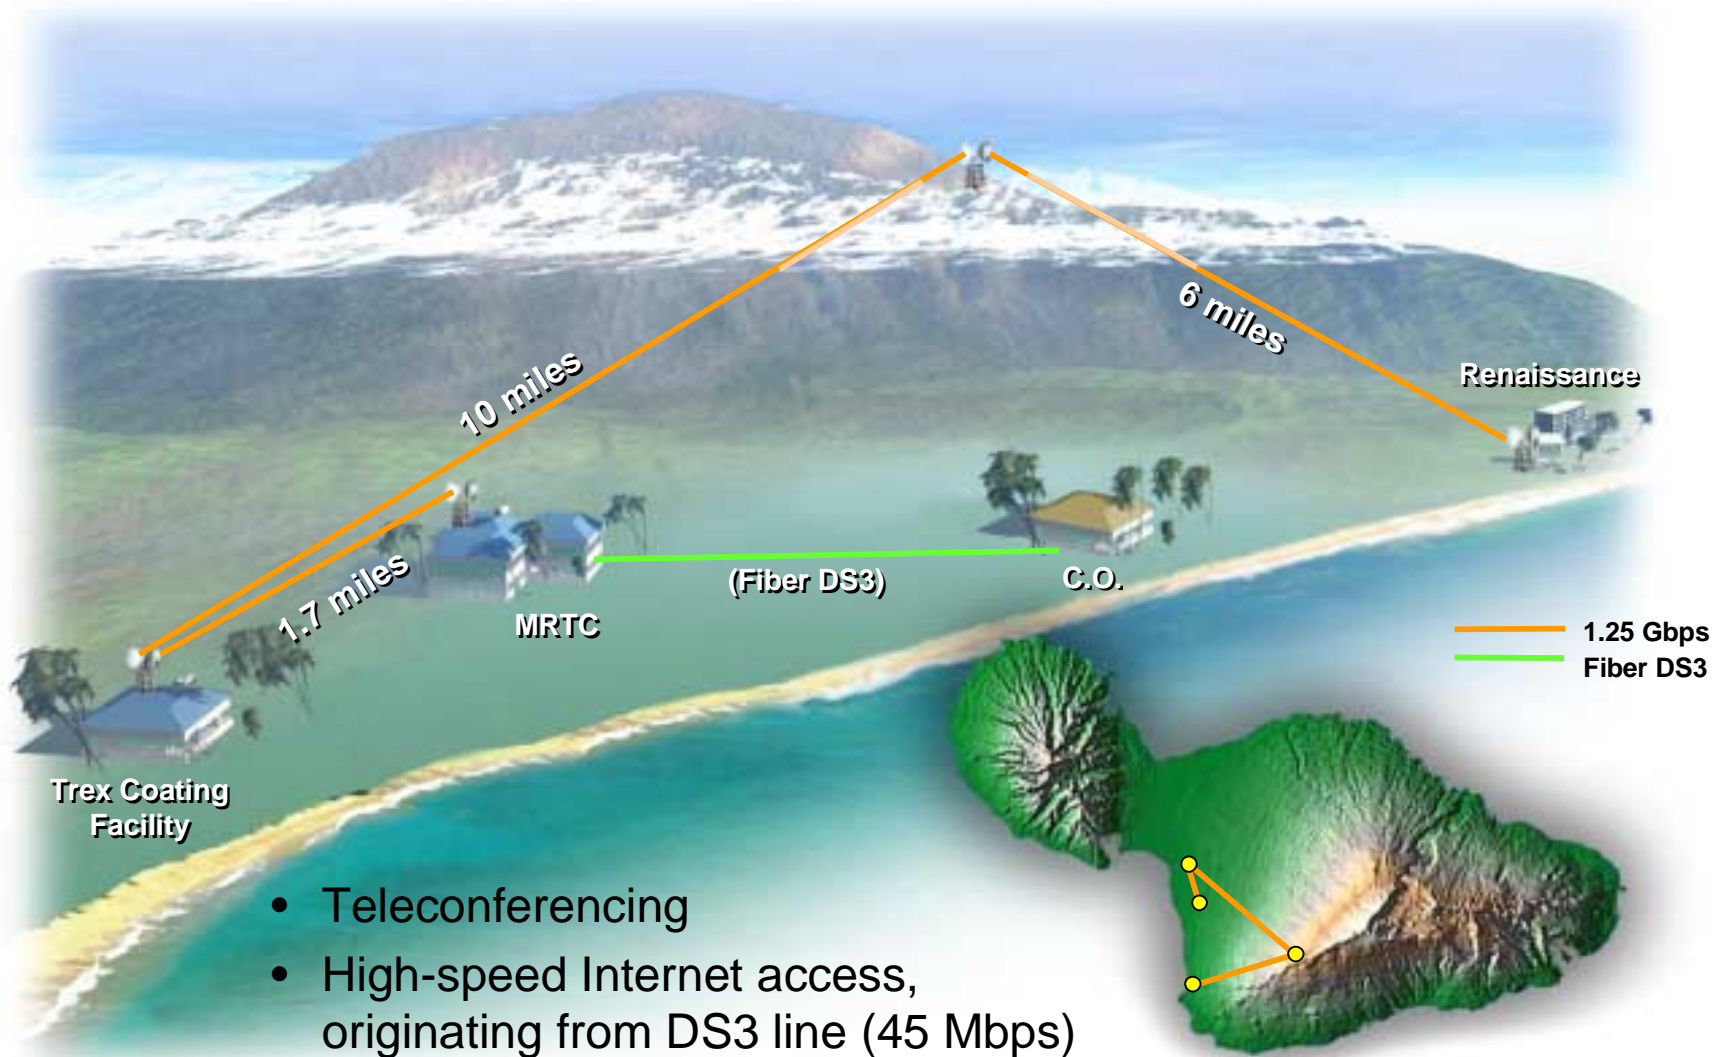 6 miles
Renaissance
10 miles
1.7 miles
(Fiber DS3)
C.O.
MRTC
1.25 Gbps
Fiber DS3
Trex Coating
Facility
• Teleconferencing
• High-speed Internet access,
originating from DS3 line (45 Mbps)